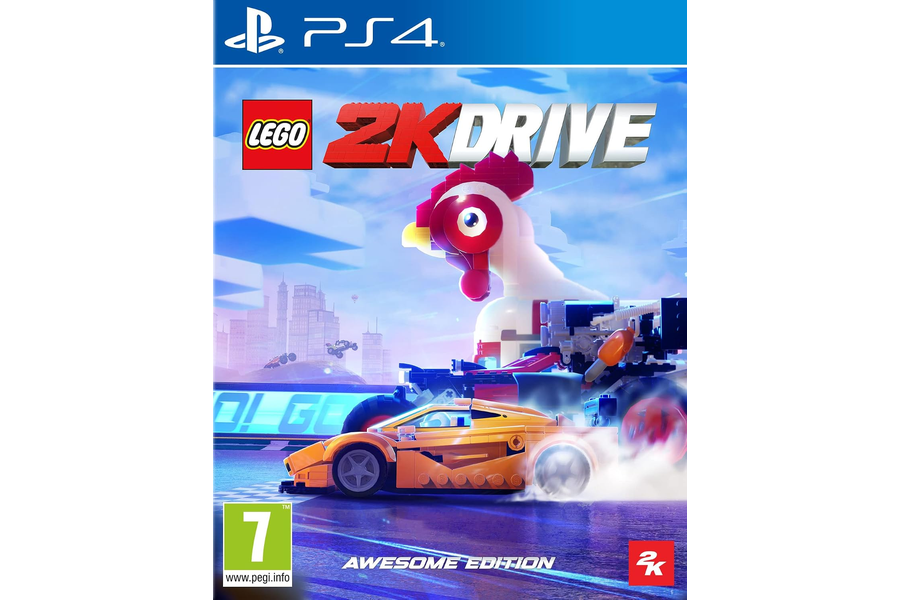 PS4
LEGO
2K DRIVE
O! GO
7
www.pegi.info
AWESOME EDITION
2K